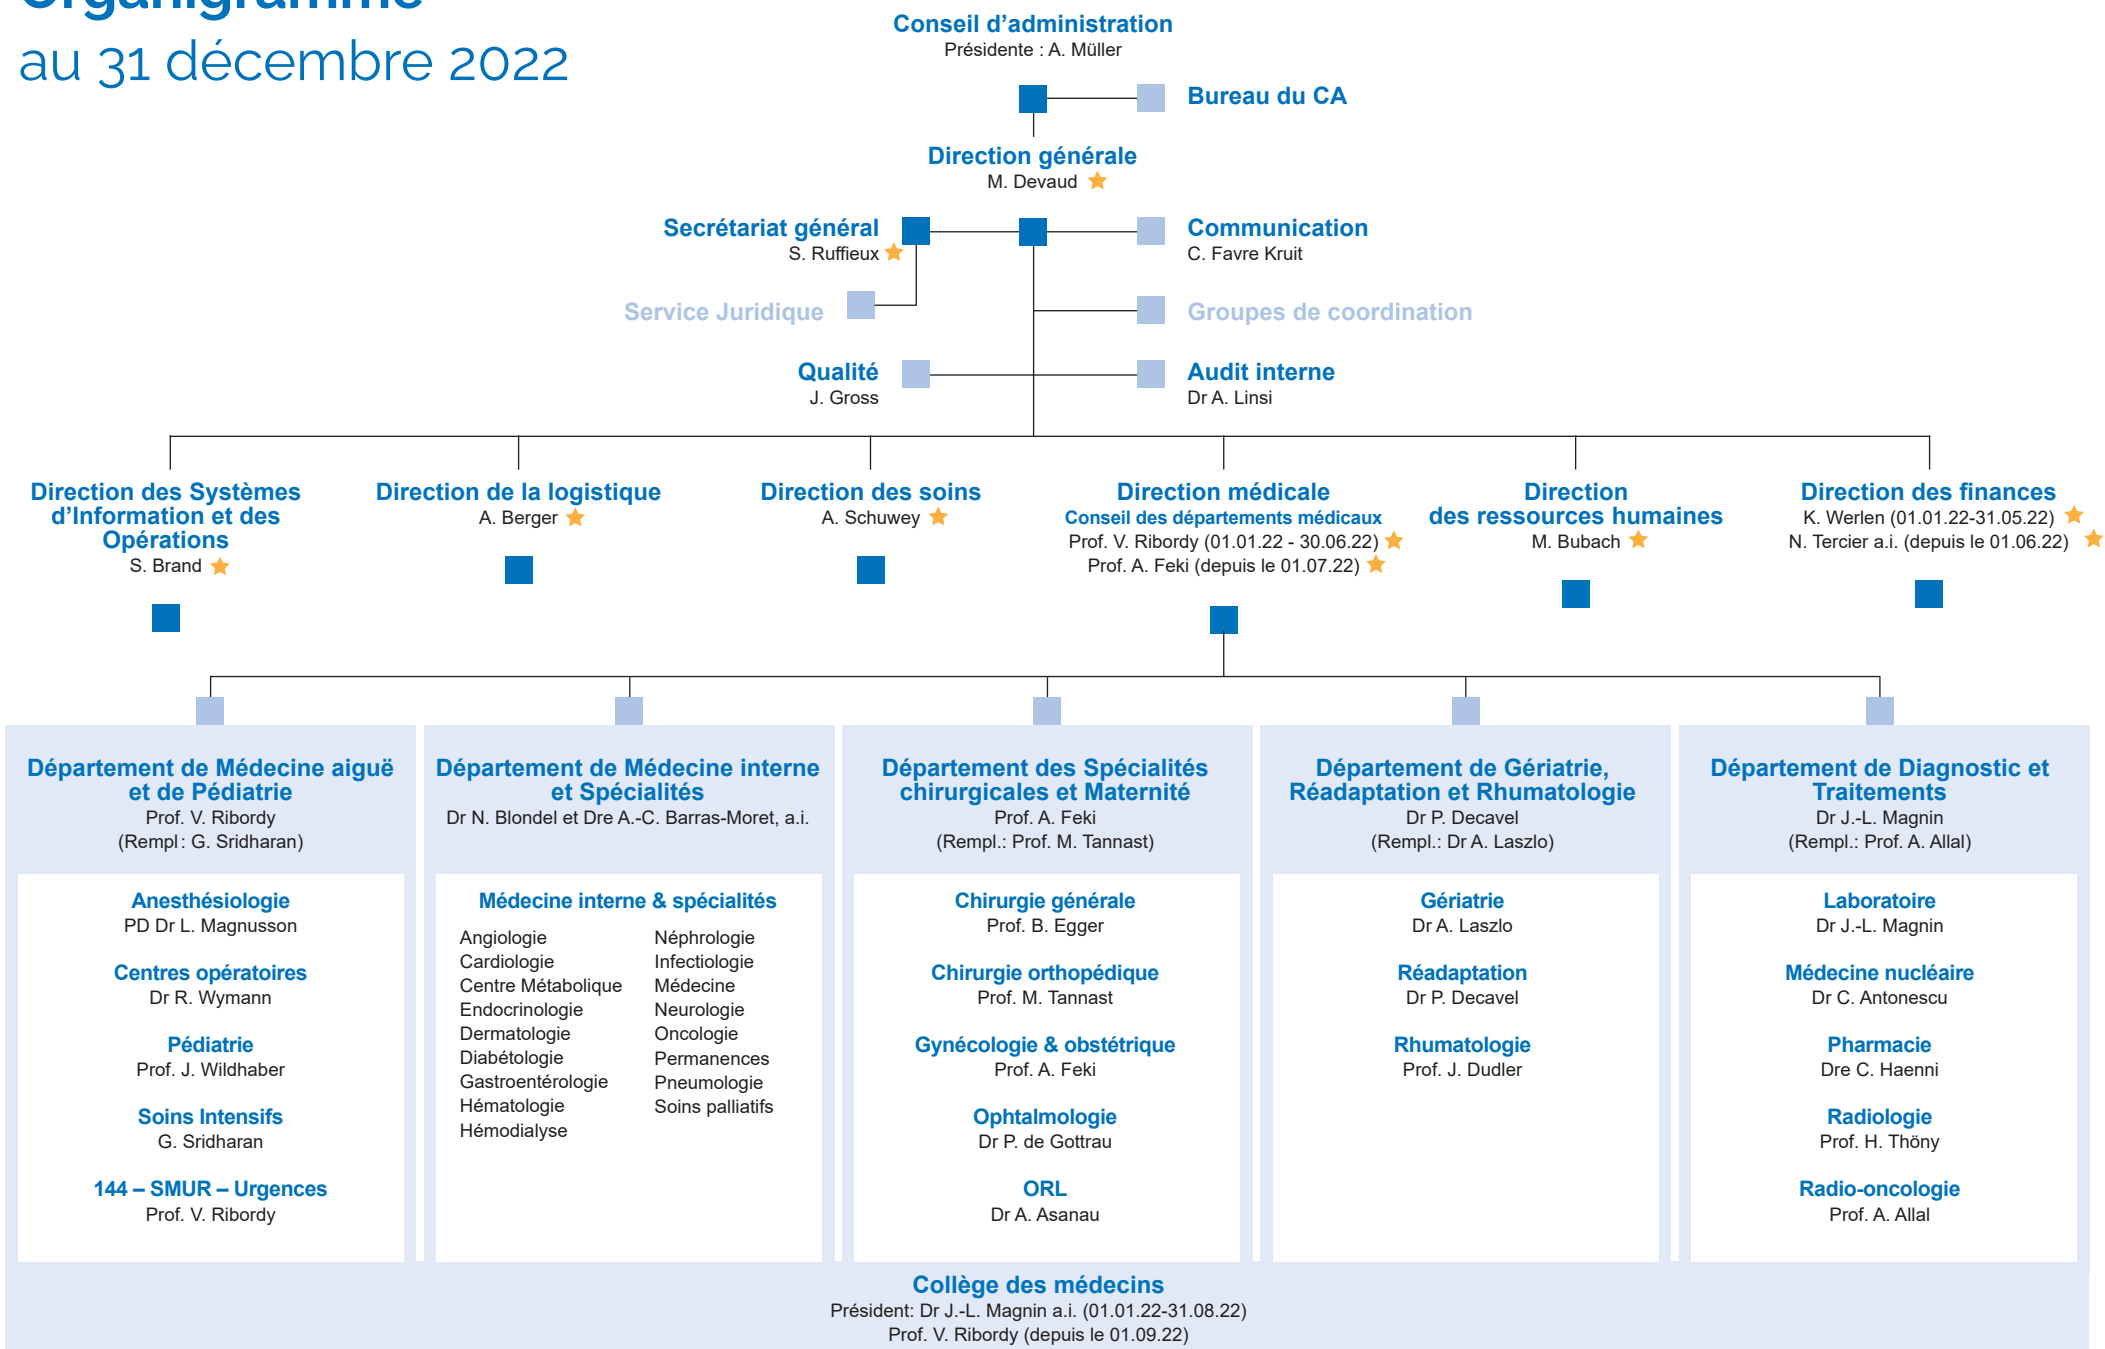 Organigramme
au 31 décembre 2022
Conseil d’administration
Présidente : A. Müller
Bureau du CA
Direction générale
M. Devaud
Secrétariat général
S. Ruffieux
Communication
C. Favre Kruit
Service Juridique
Groupes de coordination
Qualité
J. Gross
Audit interne
Dr A. Linsi
Direction des Systèmes
d’Information et des
Opérations
S. Brand
Direction de la logistique
A. Berger
Direction des soins
A. Schuwey
Direction médicale
Conseil des départements médicaux
Prof. V. Ribordy (01.01.22 - 30.06.22)
Prof. A. Feki (depuis le 01.07.22)
Direction
des ressources humaines
M. Bubach
Direction des finances
K. Werlen (01.01.22-31.05.22)
N. Tercier a.i. (depuis le 01.06.22)
Département de Médecine aiguë
et de Pédiatrie
Prof. V. Ribordy
(Rempl : G. Sridharan)
Anesthésiologie
PD Dr L. Magnusson
Centres opératoires
Dr R. Wymann
Pédiatrie
Prof. J. Wildhaber
Soins Intensifs
G. Sridharan
144 – SMUR – Urgences
Prof. V. Ribordy
Département de Médecine interne
et Spécialités
Dr N. Blondel et Dre A.-C. Barras-Moret, a.i.
Médecine interne & spécialités
Angiologie
Cardiologie
Centre Métabolique
Endocrinologie
Dermatologie
Diabétologie
Gastroentérologie
Hématologie
Hémodialyse
Néphrologie
Infectiologie
Médecine
Neurologie
Oncologie
Permanences
Pneumologie
Soins palliatifs
Département des Spécialités
chirurgicales et Maternité
Prof. A. Feki
(Rempl.: Prof. M. Tannast)
Chirurgie générale
Prof. B. Egger
Chirurgie orthopédique
Prof. M. Tannast
Gynécologie & obstétrique
Prof. A. Feki
Ophtalmologie
Dr P. de Gottrau
ORL
Dr A. Asanau
Département de Gériatrie,
Réadaptation et Rhumatologie
Dr P. Decavel
(Rempl.: Dr A. Laszlo)
Gériatrie
Dr A. Laszlo
Réadaptation
Dr P. Decavel
Rhumatologie
Prof. J. Dudler
Département de Diagnostic et
Traitements
Dr J.-L. Magnin
(Rempl.: Prof. A. Allal)
Laboratoire
Dr J.-L. Magnin
Médecine nucléaire
Dr C. Antonescu
Pharmacie
Dre C. Haenni
Radiologie
Prof. H. Thöny
Radio-oncologie
Prof. A. Allal
Collège des médecins
Président: Dr J.-L. Magnin a.i. (01.01.22-31.08.22)
Prof. V. Ribordy (depuis le 01.09.22)